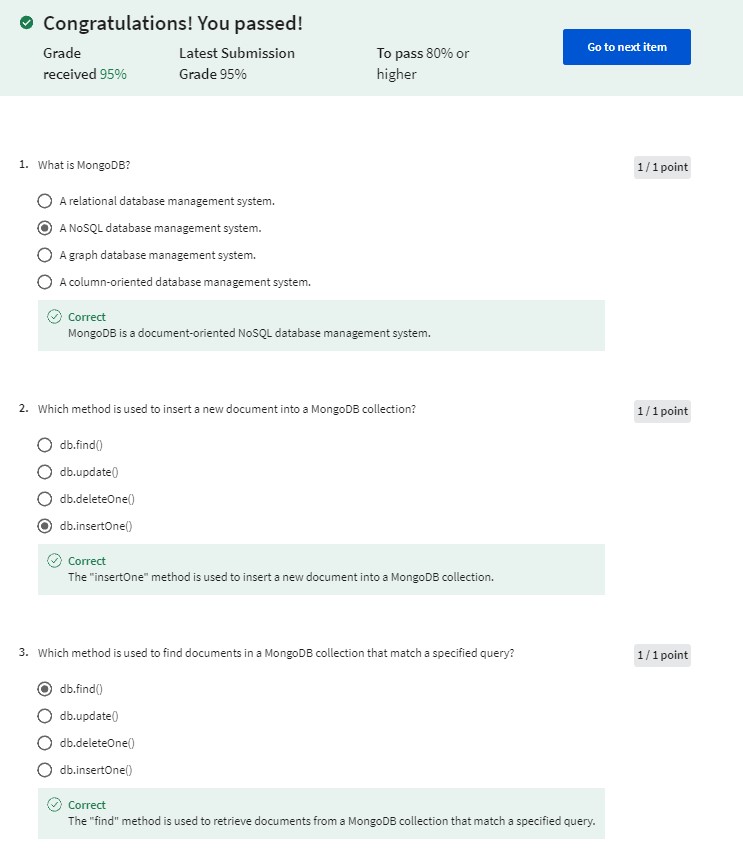 Congratulations! You passed!
Grade received 95%
Latest Submission Grade 95%
To pass 80% or higher
Go to next item
1. What is MongoDB?
1 / 1 point
A relational database management system.
A NoSQL database management system.
A graph database management system.
A column-oriented database management system.
Correct
MongoDB is a document-oriented NoSQL database management system.
2. Which method is used to insert a new document into a MongoDB collection?
1 / 1 point
db.find()
db.update()
db.deleteOne()
db.insertOne()
Correct
The "insertOne" method is used to insert a new document into a MongoDB collection.
3. Which method is used to find documents in a MongoDB collection that match a specified query?
1 / 1 point
db.find()
db.update()
db.deleteOne()
db.insertOne()
Correct
The "find" method is used to retrieve documents from a MongoDB collection that match a specified query.